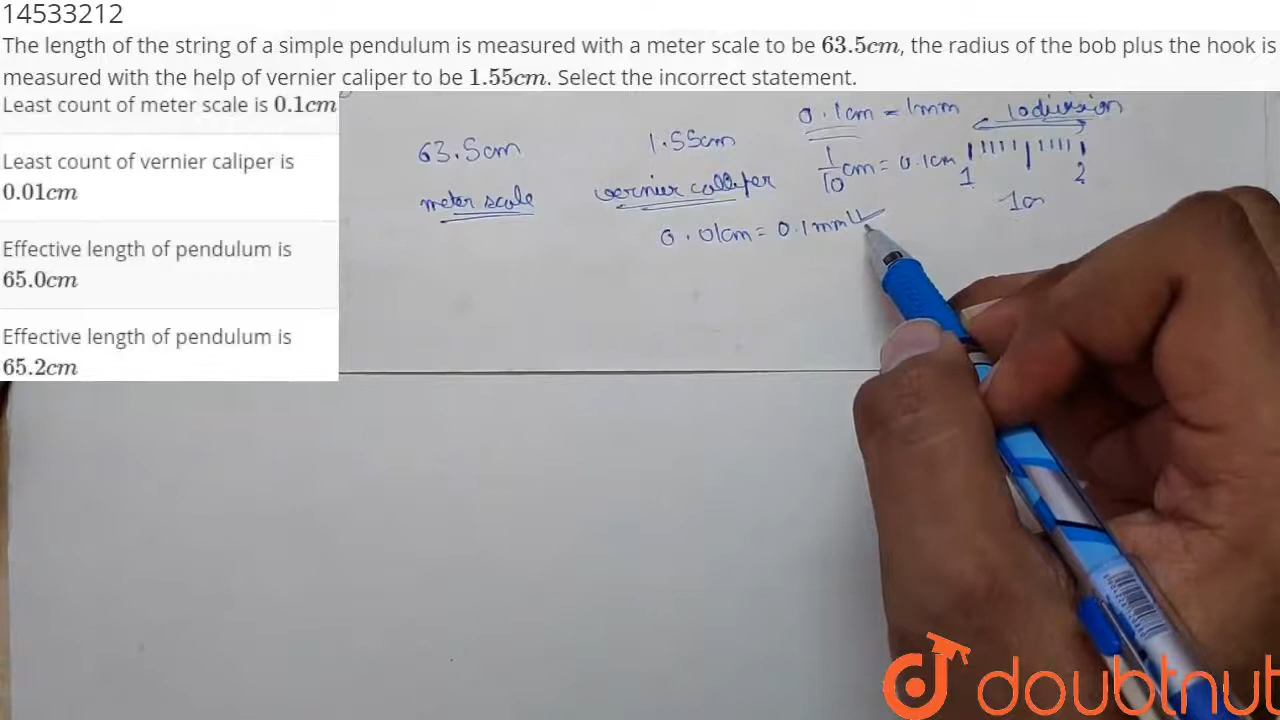 14533212
The length of the string of a simple pendulum is measured with a meter scale to be 63.5cm, the radius of the bob plus the hook is
measured with the help of vernier caliper to be 1.55cm. Select the incorrect statement.
Least count of meter scale is 0.1cm
Least count of vernier caliper is
0.01cm
Effective length of pendulum is
65.0cm
Effective length of pendulum is
65.2cm
63.5cm
meter scale
1.55cm
vernier calliper
0.01cm = 0.1mm
0.1cm = 1mm
1/10 cm = 0.1cm
10 division
1 2
1cm
doubtnut